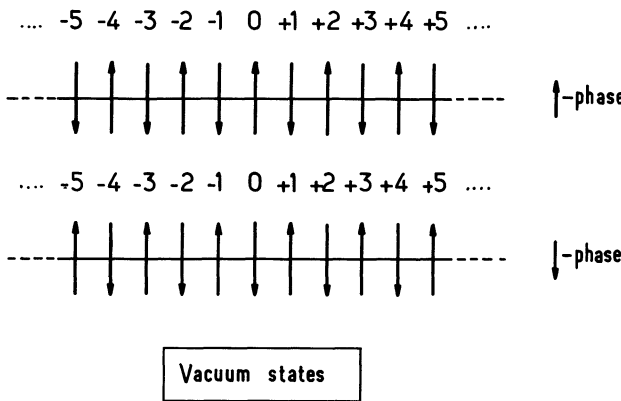 .... -5 -4 -3 -2 -1 0 +1 +2 +3 +4 +5 ....
-phase
.... -5 -4 -3 -2 -1 0 +1 +2 +3 +4 +5 ....
-phase
Vacuum states